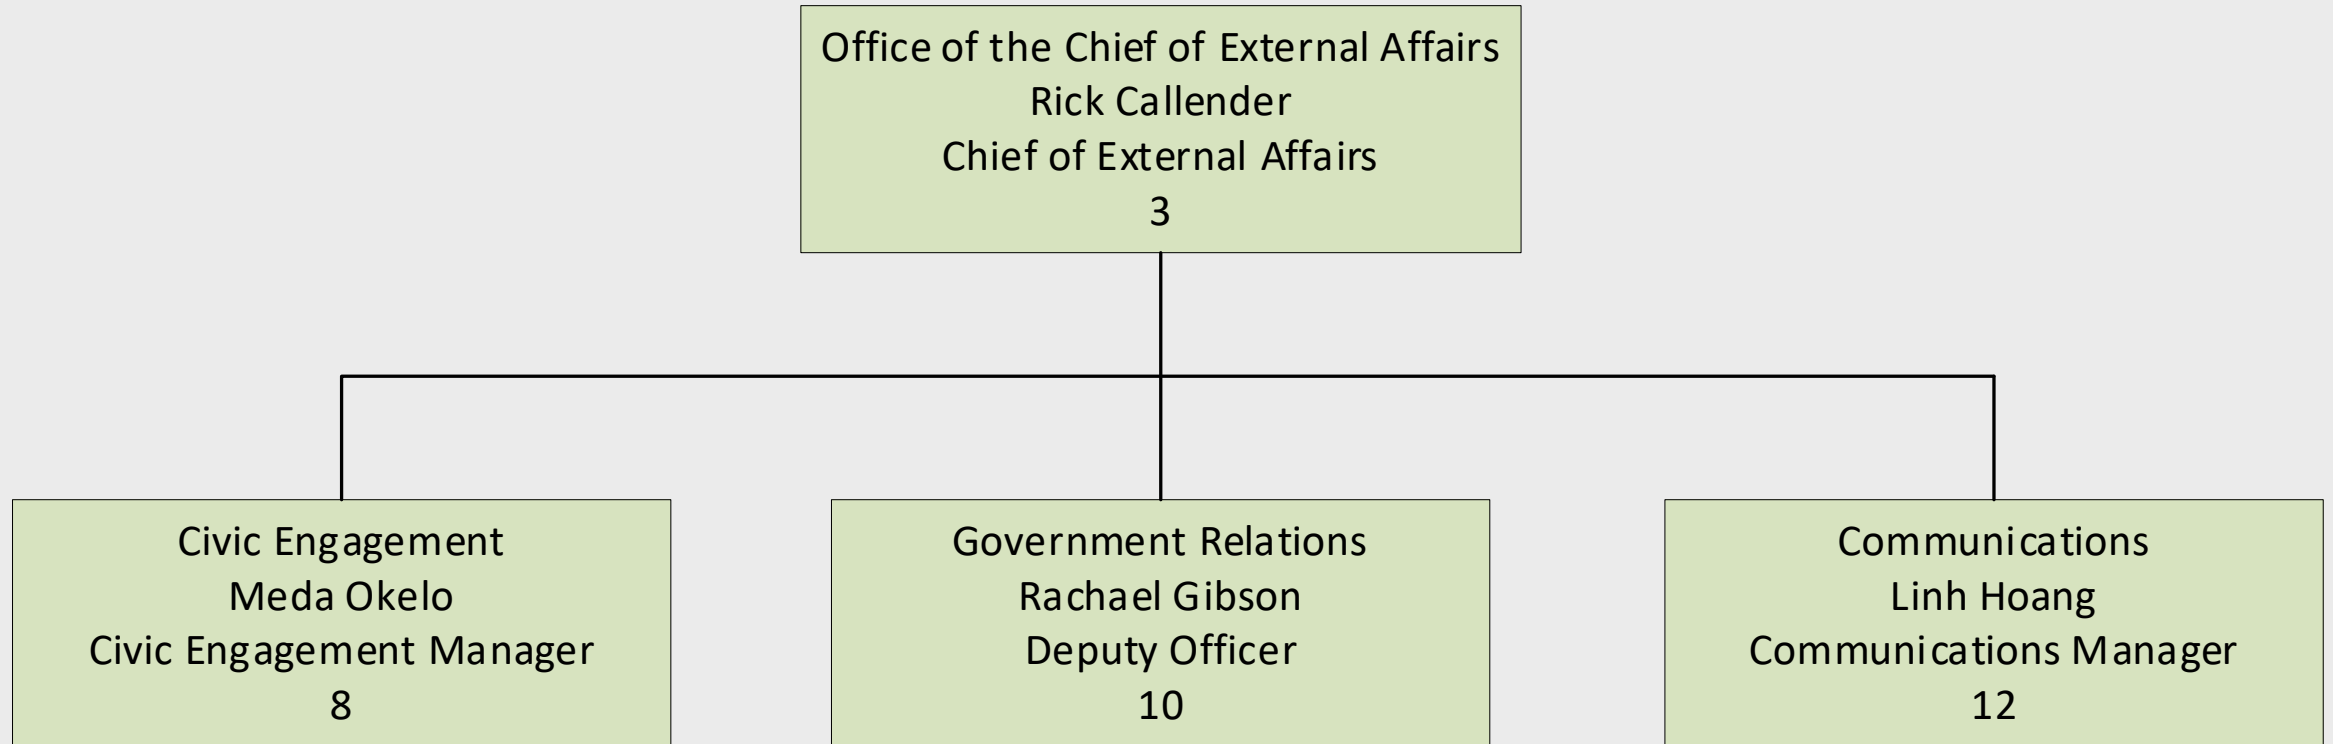 Office of the Chief of External Affairs
Rick Callender
Chief of External Affairs
3
Civic Engagement
Meda Okelo
Civic Engagement Manager
8
Government Relations
Rachael Gibson
Deputy Officer
10
Communications
Linh Hoang
Communications Manager
12